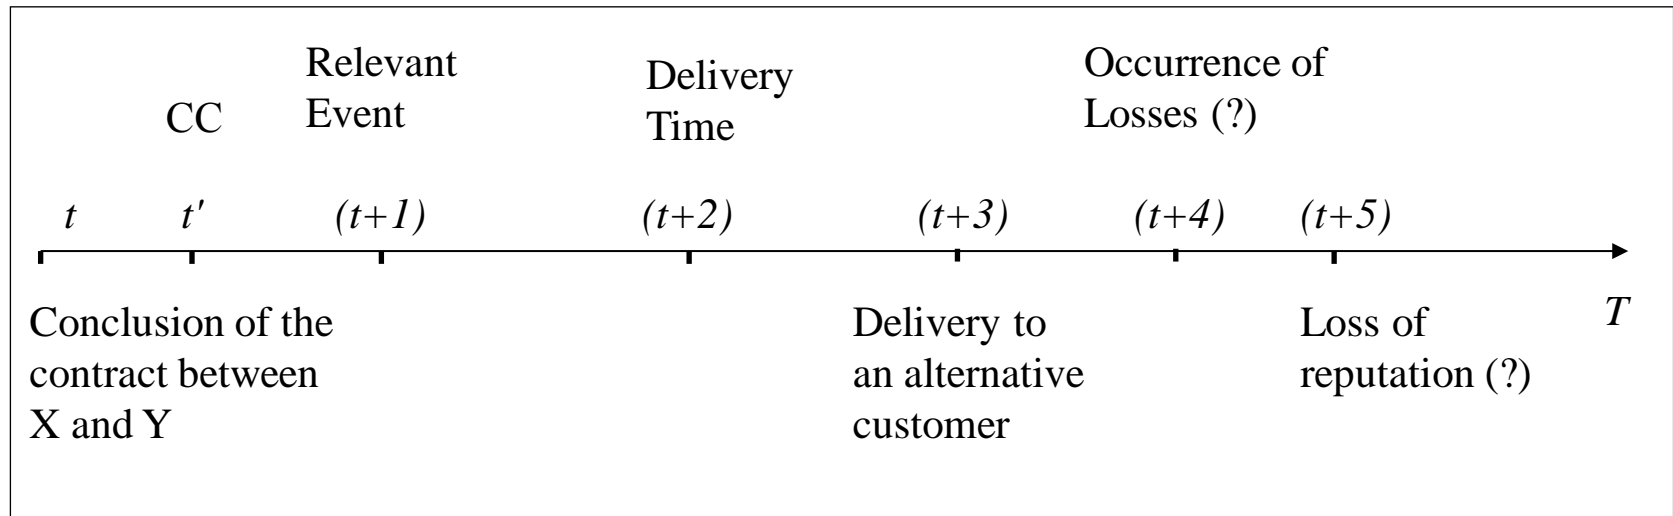 Relevant
Event
Delivery
Time
Occurrence of
Losses (?)
CC
t
t'
(t+1)
(t+2)
(t+3)
(t+4)
(t+5)
T
Conclusion of the
contract between
X and Y
Delivery to
an alternative
customer
Loss of
reputation (?)